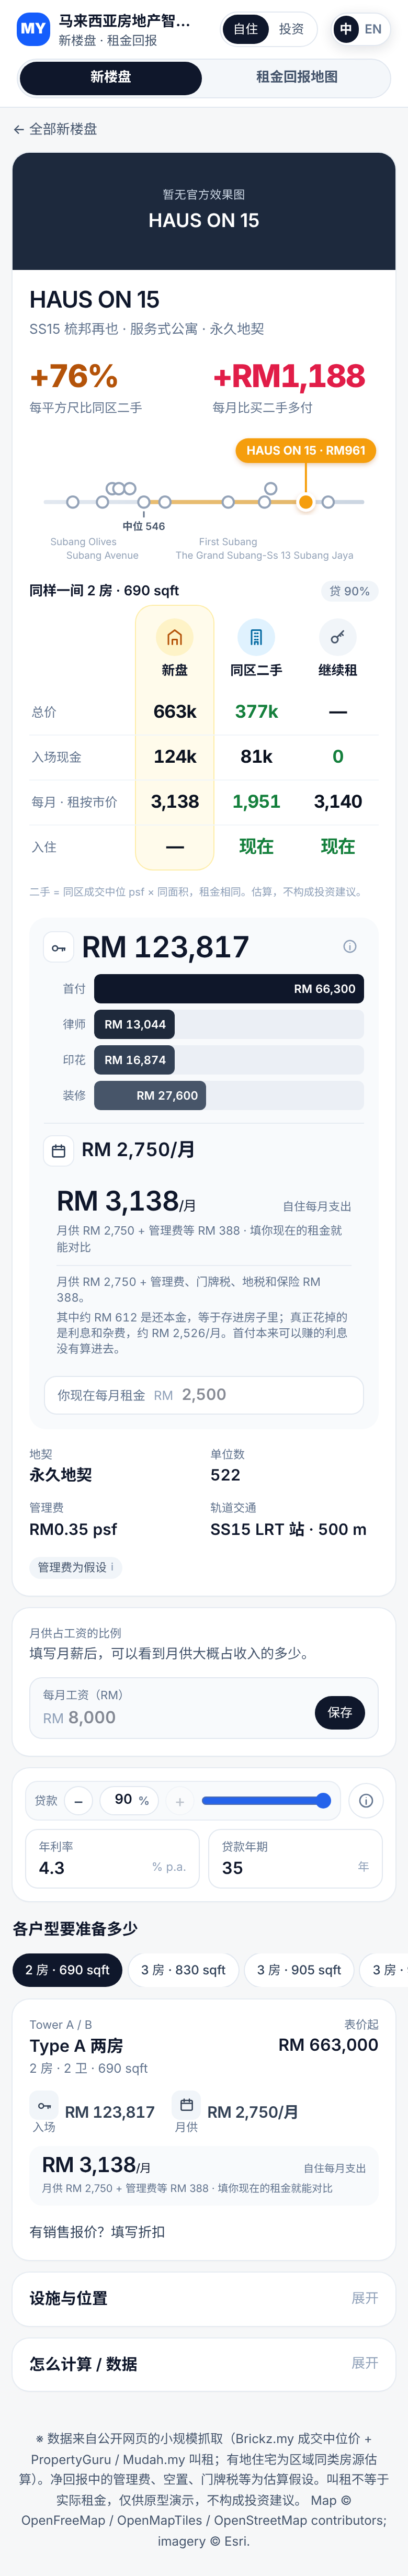 MY
马来西亚房地产智...
新楼盘 · 租金回报
自住
投资
中
EN
新楼盘
租金回报地图
← 全部新楼盘
暂无官方效果图
HAUS ON 15
HAUS ON 15
SS15 梳邦再也 · 服务式公寓 · 永久地契
+76%
+RM1,188
每平方尺比同区二手
每月比买二手多付
HAUS ON 15 · RM961
中位 546
Subang Olives
First Subang
Subang Avenue
The Grand Subang-Ss 13 Subang Jaya
同样一间 2 房 · 690 sqft
贷 90%
新盘
同区二手
继续租
总价
663k
377k
—
入场现金
124k
81k
0
每月 · 租按市价
3,138
1,951
3,140
入住
—
现在
现在
二手 = 同区成交中位 psf × 同面积，租金相同。估算，不构成投资建议。
RM 123,817
首付
RM 66,300
律师
RM 13,044
印花
RM 16,874
装修
RM 27,600
RM 2,750/月
RM 3,138/月
自住每月支出
月供 RM 2,750 + 管理费等 RM 388 · 填你现在的租金就
能对比
月供 RM 2,750 + 管理费、门牌税、地税和保险 RM
388。
其中约 RM 612 是还本金，等于存进房子里；真正花掉的
是利息和杂费，约 RM 2,526/月。首付本来可以赚的利息
没有算进去。
你现在每月租金 RM 2,500
地契
永久地契
单位数
522
管理费
RM0.35 psf
轨道交通
SS15 LRT 站 · 500 m
管理费为假设 i
月供占工资的比例
填写月薪后，可以看到月供大概占收入的多少。
每月工资（RM）
RM 8,000
保存
贷款
−
90 %
+
年利率
4.3
% p.a.
贷款年期
35
年
各户型要准备多少
2 房 · 690 sqft
3 房 · 830 sqft
3 房 · 905 sqft
3 房 ·
Tower A / B
表价起
Type A 两房
RM 663,000
2 房 · 2 卫 · 690 sqft
RM 123,817
入场
RM 2,750/月
月供
RM 3,138/月
自住每月支出
月供 RM 2,750 + 管理费等 RM 388 · 填你现在的租金就能对比
有销售报价？填写折扣
设施与位置
展开
怎么计算 / 数据
展开
※ 数据来自公开网页的小规模抓取（Brickz.my 成交中位价 +
PropertyGuru / Mudah.my 叫租；有地住宅为区域同类房源估
算）。净回报中的管理费、空置、门牌税等为估算假设。叫租不等于
实际租金，仅供原型演示，不构成投资建议。 Map ©
OpenFreeMap / OpenMapTiles / OpenStreetMap contributors;
imagery © Esri.